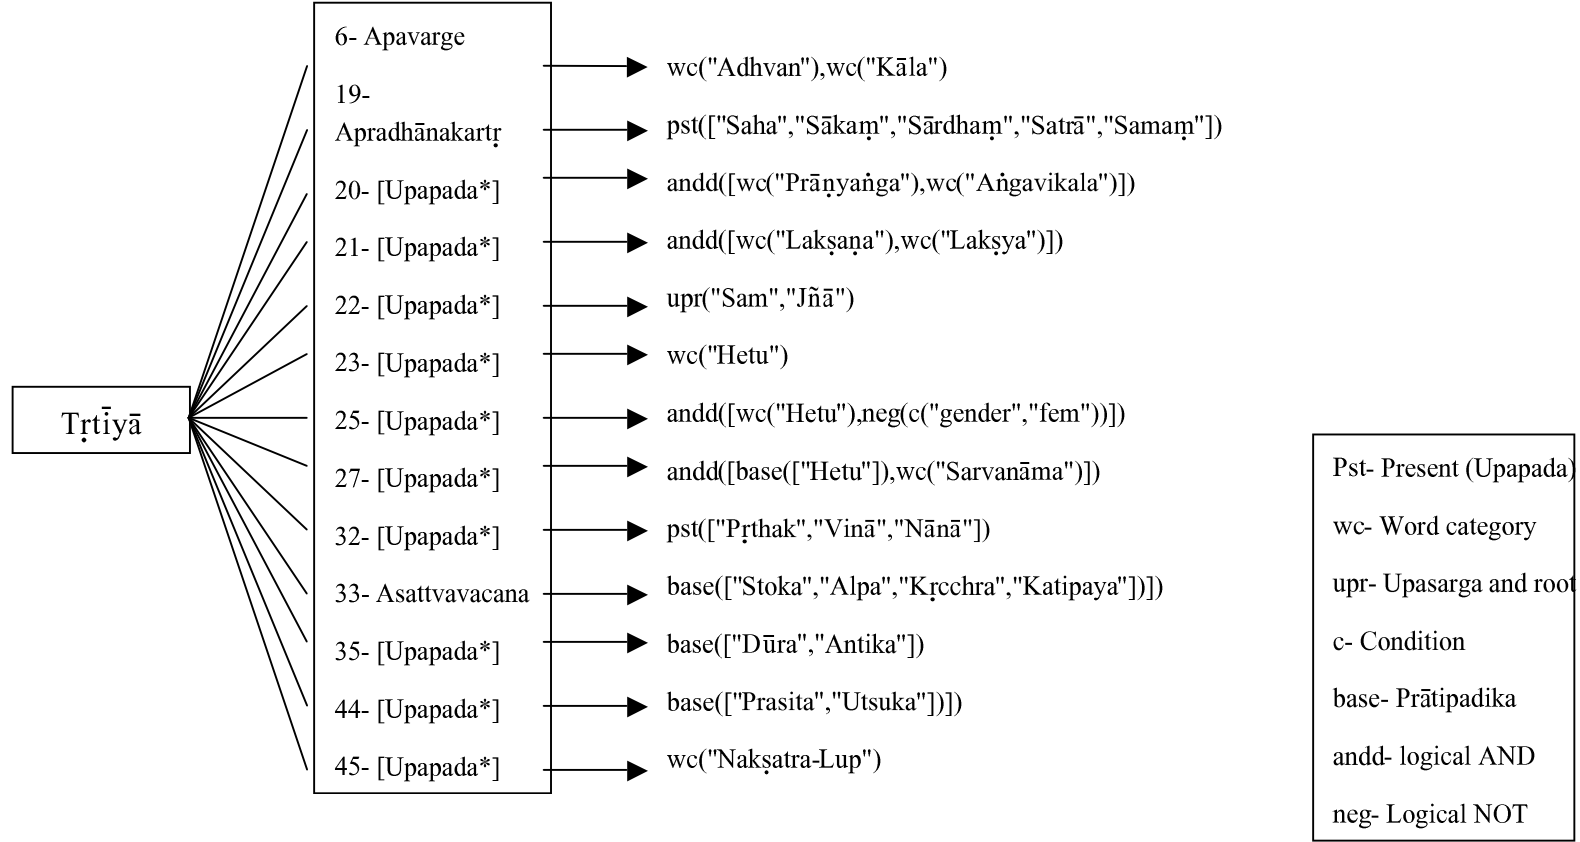 Tṛtīyā
6- Apavarge
19-
Apradhānakartṛ
20- [Upapada*]
21- [Upapada*]
22- [Upapada*]
23- [Upapada*]
25- [Upapada*]
27- [Upapada*]
32- [Upapada*]
33- Asattvavacana
35- [Upapada*]
44- [Upapada*]
45- [Upapada*]
wc("Adhvan"),wc("Kāla")
pst(["Saha","Sākaṃ","Sārdhaṃ","Satrā","Samaṃ"])
andd([wc("Prāṇyaṅga"),wc("Aṅgavikala")])
andd([wc("Lakṣaṇa"),wc("Lakṣya")])
upr("Sam","Jñā")
wc("Hetu")
andd([wc("Hetu"),neg(c("gender","fem"))])
andd([base(["Hetu"]),wc("Sarvanāma")])
pst(["Pṛthak","Vinā","Nānā"])
base(["Stoka","Alpa","Kṛcchra","Katipaya"])])
base(["Dūra","Antika"])
base(["Prasita","Utsuka"])])
wc("Nakṣatra-Lup")
Pst- Present (Upapada)
wc- Word category
upr- Upasarga and root
c- Condition
base- Prātipadika
andd- logical AND
neg- Logical NOT